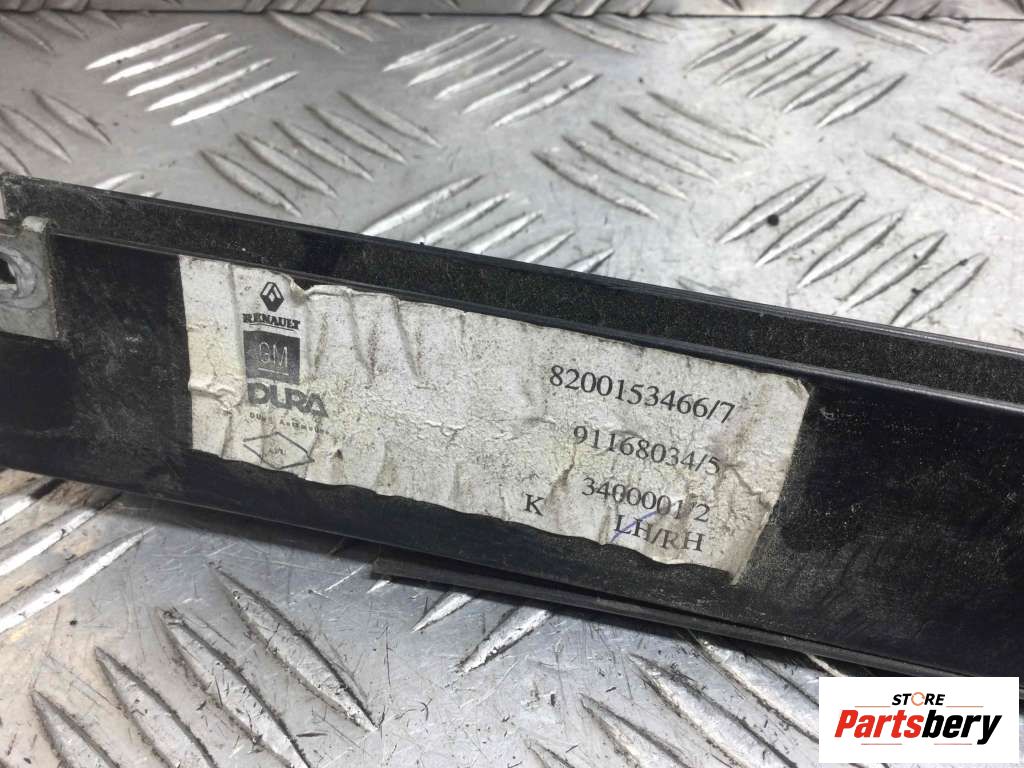 RENAULT
GM
DURA
8200153466/7
91168034/5
3400001/2
K LH/RH
STORE
Partsbery